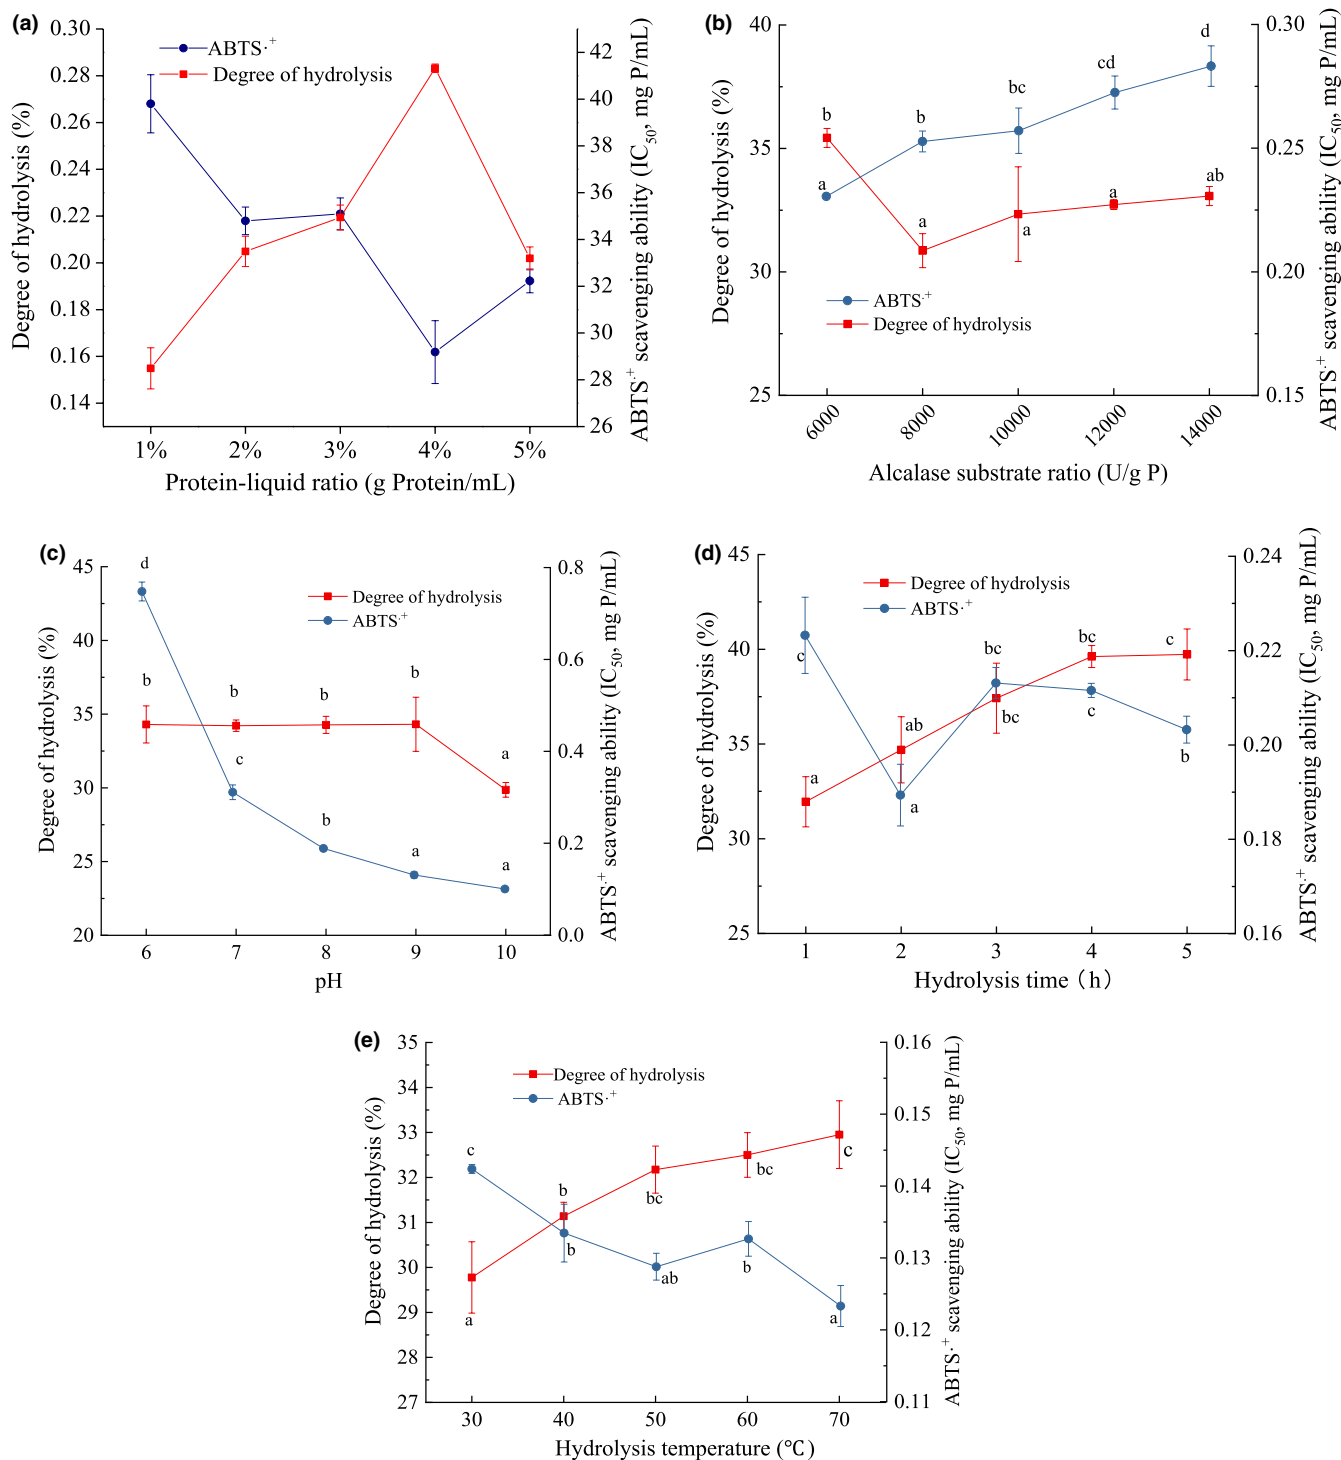 (a)
0.30
0.28
0.26
0.24
0.22
0.20
0.18
0.16
0.14
Degree of hydrolysis (%)
ABTS·+
Degree of hydrolysis
42
40
38
36
34
32
30
28
26
ABTS·+ scavenging ability (IC50, mg P/mL)
1% 2% 3% 4% 5%
Protein-liquid ratio (g Protein/mL)
(b)
40
35
30
25
Degree of hydrolysis (%)
b b bc cd d
a a a a ab
ABTS·+
Degree of hydrolysis
0.30
0.25
0.20
0.15
ABTS·+ scavenging ability (IC50, mg P/mL)
6000 8000 10000 12000 14000
Alcalase substrate ratio (U/g P)
(c)
45
40
35
30
25
20
Degree of hydrolysis (%)
d
Degree of hydrolysis
ABTS·+
b b b b a
c b a a
0.8
0.6
0.4
0.2
0.0
ABTS·+ scavenging ability (IC50, mg P/mL)
6 7 8 9 10
pH
(d)
45
40
35
30
25
Degree of hydrolysis (%)
Degree of hydrolysis
ABTS·+
c ab bc bc c
a a bc c b
0.24
0.22
0.20
0.18
0.16
ABTS·+ scavenging ability (IC50, mg P/mL)
1 2 3 4 5
Hydrolysis time (h)
(e)
35
34
33
32
31
30
29
28
27
Degree of hydrolysis (%)
Degree of hydrolysis
ABTS·+
c b bc bc c
a b ab b a
0.16
0.15
0.14
0.13
0.12
0.11
ABTS·+ scavenging ability (IC50, mg P/mL)
30 40 50 60 70
Hydrolysis temperature (℃)